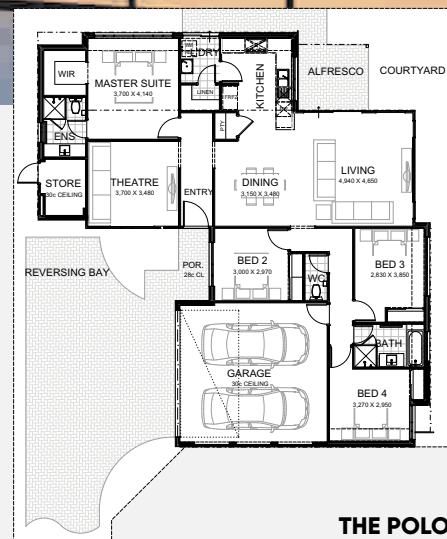 L'DRY
WIR
MASTER SUITE
3,700 X 4,140
KITCHEN
ALFRESCO
COURTYARD
LINEN
F/FRZ
ENS
PTY
STORE
30c CEILING
THEATRE
3,700 X 3,480
ENTRY
DINING
3,150 X 3,480
LIVING
4,940 X 4,650
REVERSING BAY
POR.
28c CL
BED 2
3,000 X 2,970
WC
BED 3
2,830 X 3,850
BATH
GARAGE
30c CEILING
BED 4
3,270 X 2,950
THE POLO